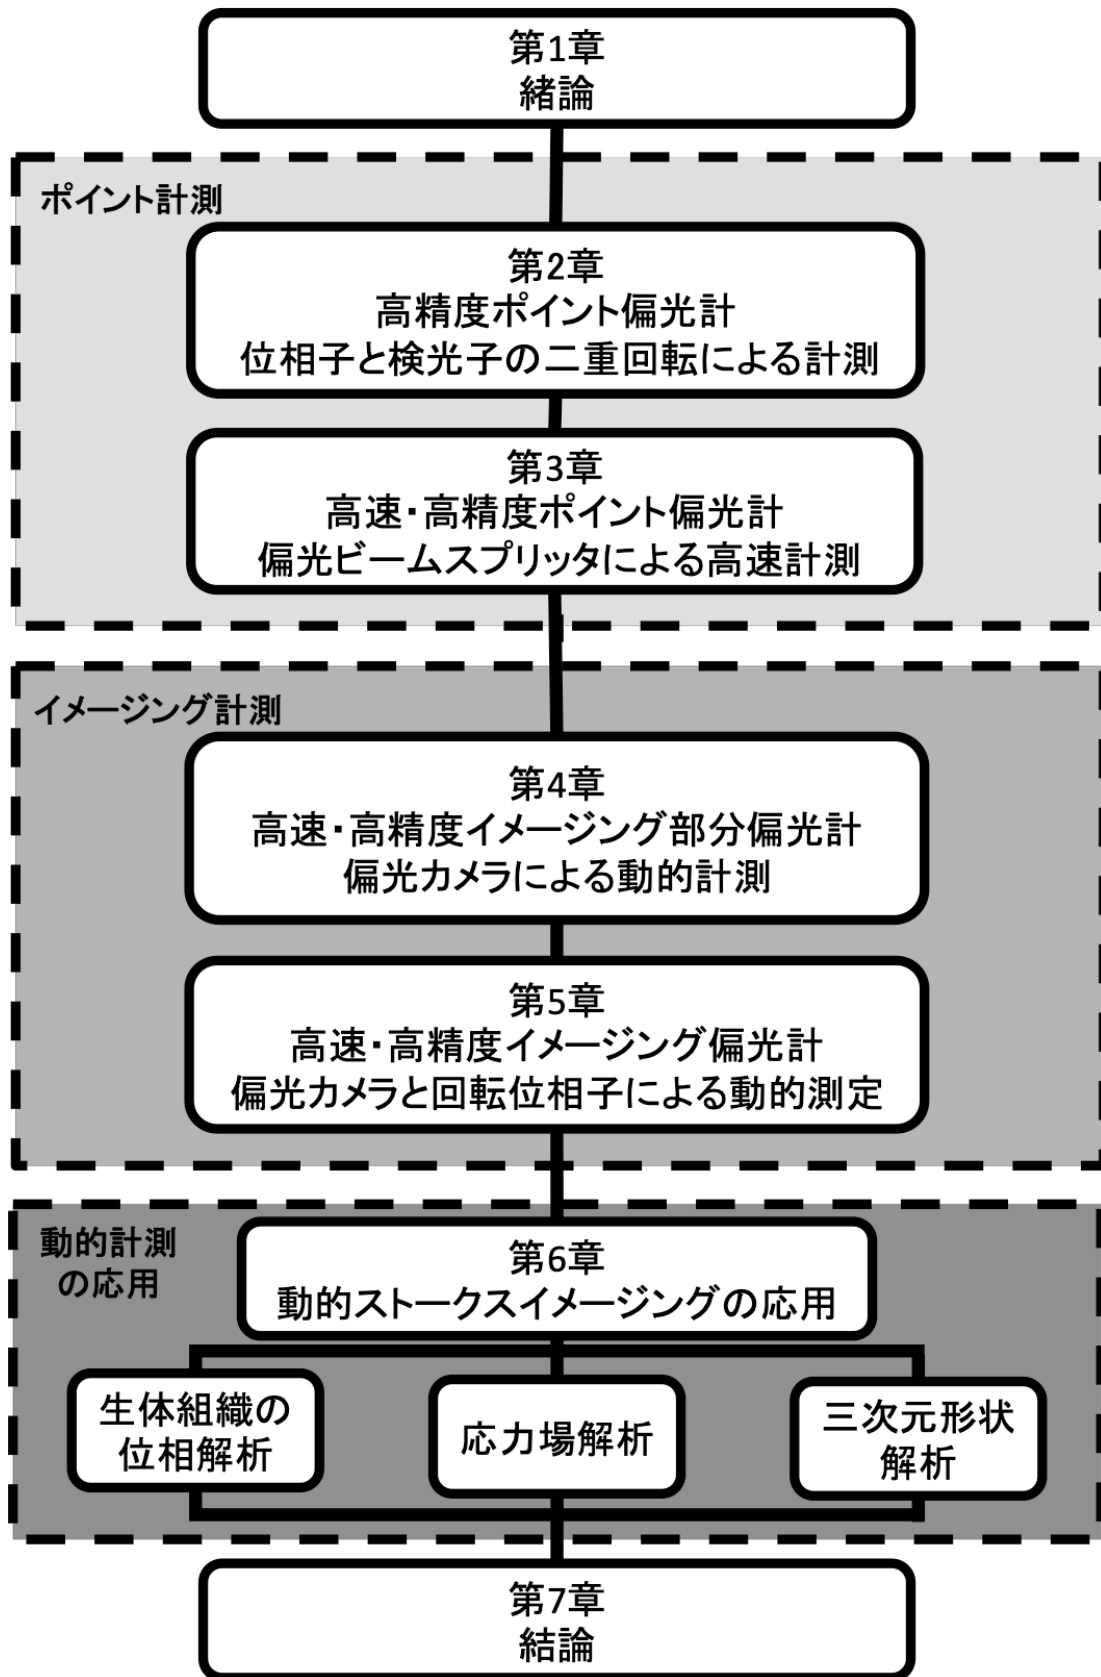 第1章
緒論
ポイント計測
第2章
高精度ポイント偏光計
位相子と検光子の二重回転による計測
第3章
高速・高精度ポイント偏光計
偏光ビームスプリッタによる高速計測
イメージング計測
第4章
高速・高精度イメージング部分偏光計
偏光カメラによる動的計測
第5章
高速・高精度イメージング偏光計
偏光カメラと回転位相子による動的測定
動的計測
の応用
第6章
動的ストークスイメージングの応用
生体組織の
位相解析
応力場解析
三次元形状
解析
第7章
結論